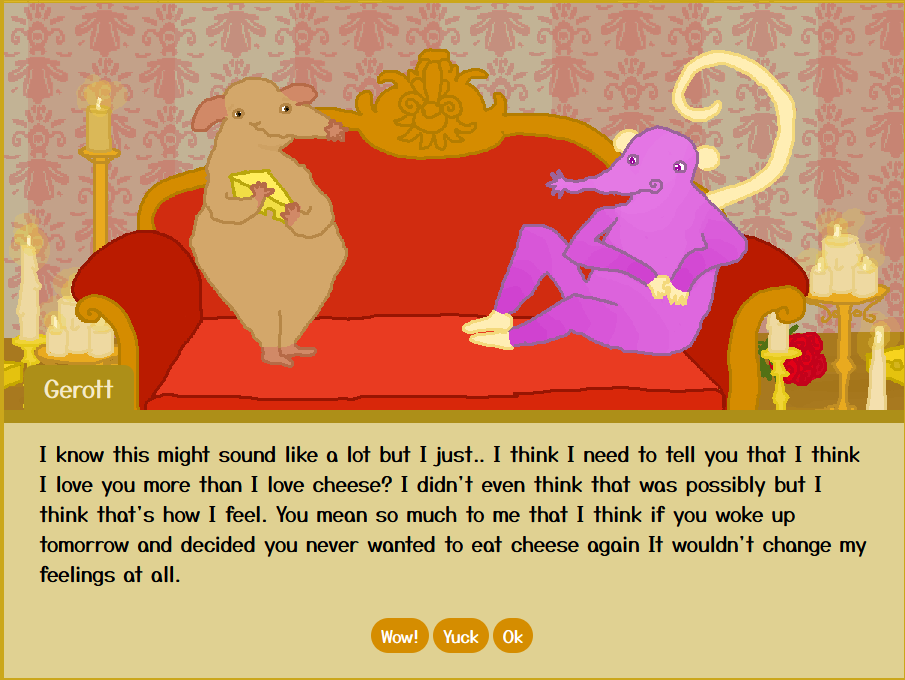 Gerott
I know this might sound like a lot but I just.. I think I need to tell you that I think
I love you more than I love cheese? I didn't even think that was possibly but I
think that's how I feel. You mean so much to me that I think if you woke up
tomorrow and decided you never wanted to eat cheese again It wouldn't change my
feelings at all.
Wow! Yuck Ok